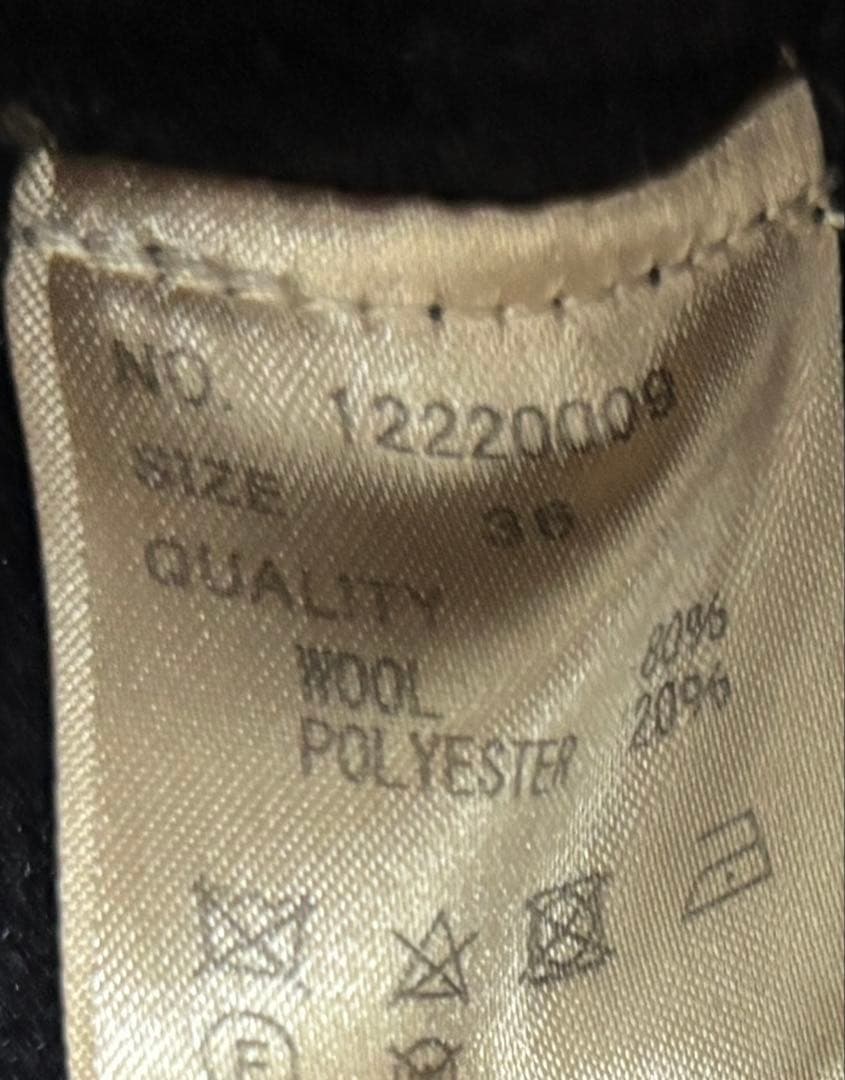 NO. 12220009
SIZE 36
QUALITY
WOOL 80%
POLYESTER 20%
F